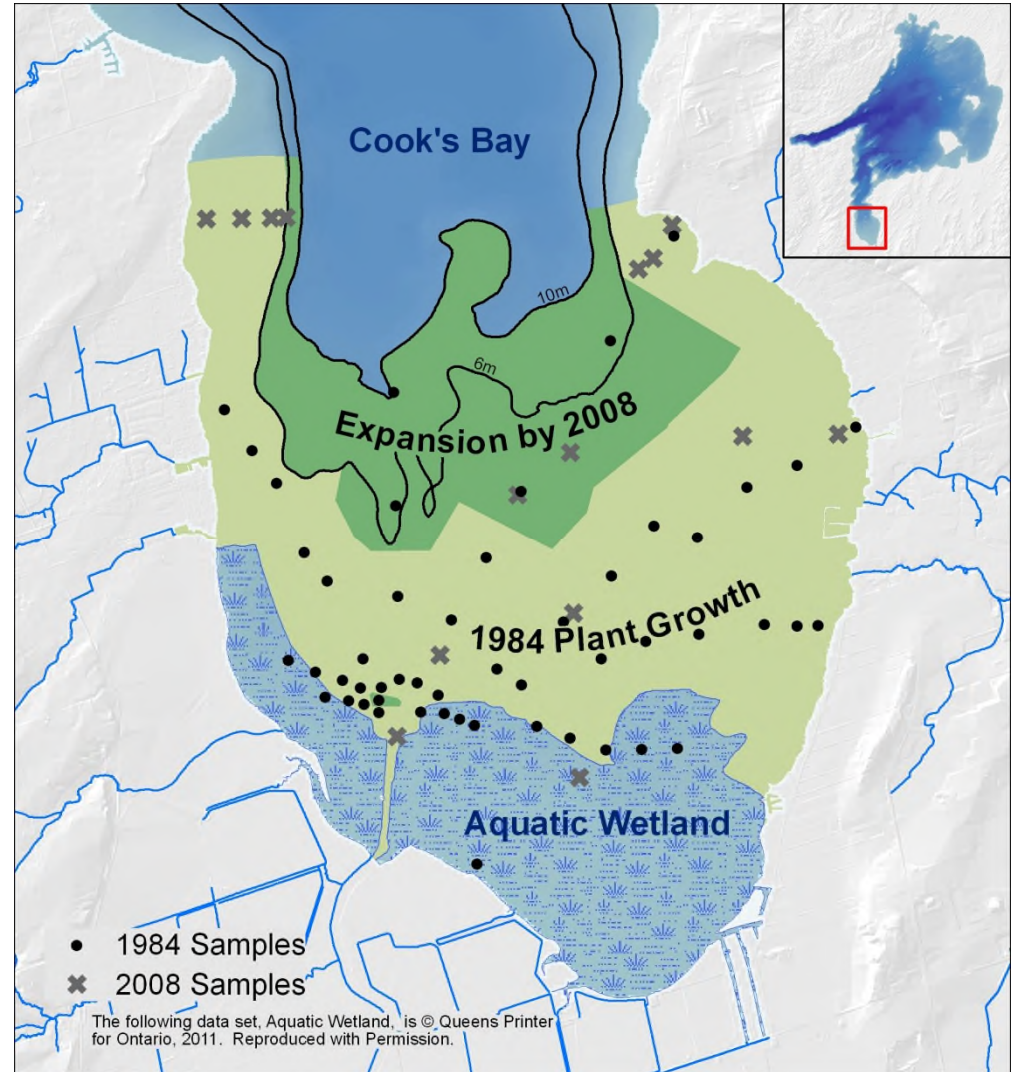 Cook's Bay
10m
6m
Expansion by 2008
1984 Plant Growth
Aquatic Wetland
1984 Samples
2008 Samples
The following data set, Aquatic Wetland, is © Queens Printer
for Ontario, 2011. Reproduced with Permission.